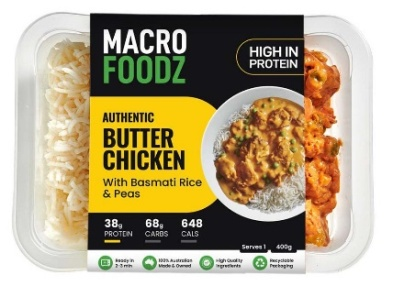 MACRO
FOODZ
HIGH IN
PROTEIN
AUTHENTIC
BUTTER
CHICKEN
With Basmati Rice
& Peas
38g
PROTEIN
68g
CARBS
648
CALS
Serves 1
400g
Ready in
2-3 min
100% Australian
Made & Owned
High Quality
Ingredients
Recyclable
Packaging